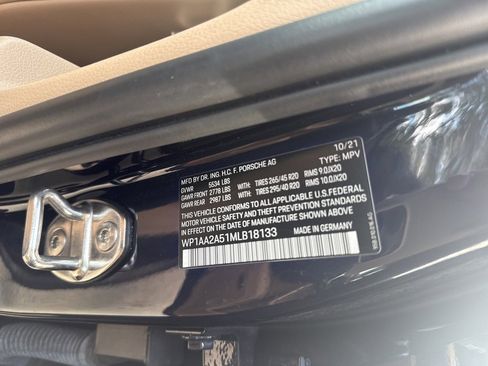 MFD BY DR. ING. H.C. F. PORSCHE AG 10/21
GVWR 5534 LBS TYPE: MPV
GAWR FRONT 2778 LBS WITH: TIRES 265/45 R20 RIMS 9.0JX20
GAWR REAR 2987 LBS WITH: TIRES 295/40 R20 RIMS 10.0JX20
THIS VEHICLE CONFORMS TO ALL APPLICABLE U.S. FEDERAL
MOTOR VEHICLE SAFETY STANDARDS IN
EFFECT ON THE DATE OF MANUFACTURE SHOWN ABOVE.
WP1AA2A51MLB18133
MADE IN GERMANY